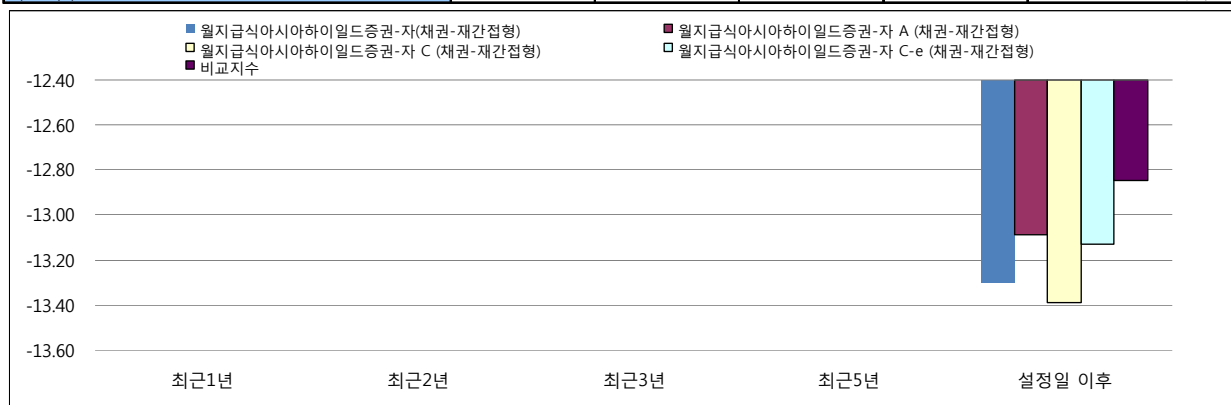 월지급식아시아하이일드증권-자(채권-재간접형) 월지급식아시아하이일드증권-자 A (채권-재간접형)
월지급식아시아하이일드증권-자 C (채권-재간접형) 월지급식아시아하이일드증권-자 C-e (채권-재간접형)
비교지수
-12.40
-12.60
-12.80
-13.00
-13.20
-13.40
-13.60
최근1년 최근2년 최근3년 최근5년 설정일 이후